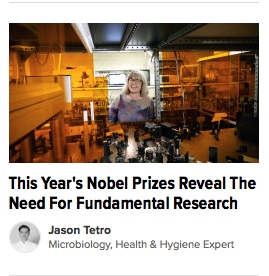 This Year's Nobel Prizes Reveal The
Need For Fundamental Research
Jason Tetro
Microbiology, Health & Hygiene Expert